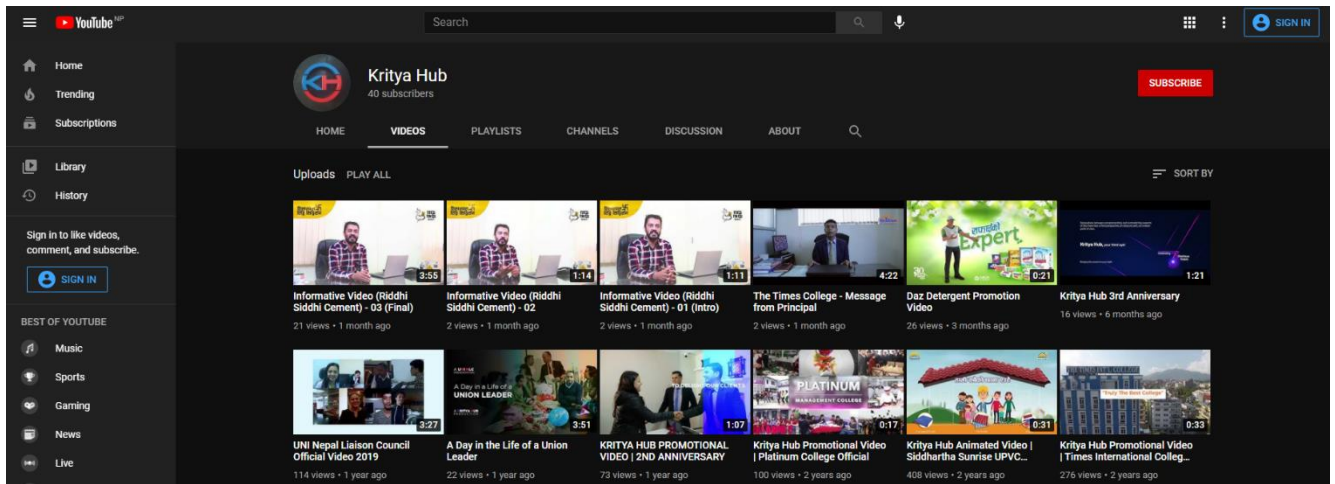 YouTube NP
Search
SIGN IN
Home
Trending
Subscriptions
Library
History
Sign in to like videos,
comment, and subscribe.
SIGN IN
BEST OF YOUTUBE
Music
Sports
Gaming
News
Live
KH
Kritya Hub
40 subscribers
SUBSCRIBE
HOME VIDEOS PLAYLISTS CHANNELS DISCUSSION ABOUT
Uploads PLAY ALL
SORT BY
3:55
Informative Video (Riddhi
Siddhi Cement) - 03 (Final)
21 views • 1 month ago
1:14
Informative Video (Riddhi
Siddhi Cement) - 02
2 views • 1 month ago
1:11
Informative Video (Riddhi
Siddhi Cement) - 01 (Intro)
2 views • 1 month ago
4:22
The Times College - Message
from Principal
2 views • 1 month ago
Expert
0:21
Daz Detergent Promotion
Video
26 views • 3 months ago
Kritya Hub,
1:21
Kritya Hub 3rd Anniversary
16 views • 6 months ago
3:27
UNI Nepal Liaison Council
Official Video 2019
114 views • 1 year ago
A Day in a Life of a
UNION LEADER
3:51
A Day in the Life of a Union
Leader
22 views • 1 year ago
1:07
KRITYA HUB PROMOTIONAL
VIDEO | 2ND ANNIVERSARY
73 views • 1 year ago
PLATINUM
MANAGEMENT COLLEGE
0:17
Kritya Hub Promotional Video
| Platinum College Official
100 views • 2 years ago
0:31
Kritya Hub Animated Video |
Siddhartha Sunrise UPVC...
408 views • 2 years ago
"Truly The Best College"
0:33
Kritya Hub Promotional Video
| Times International Colleg...
276 views • 2 years ago